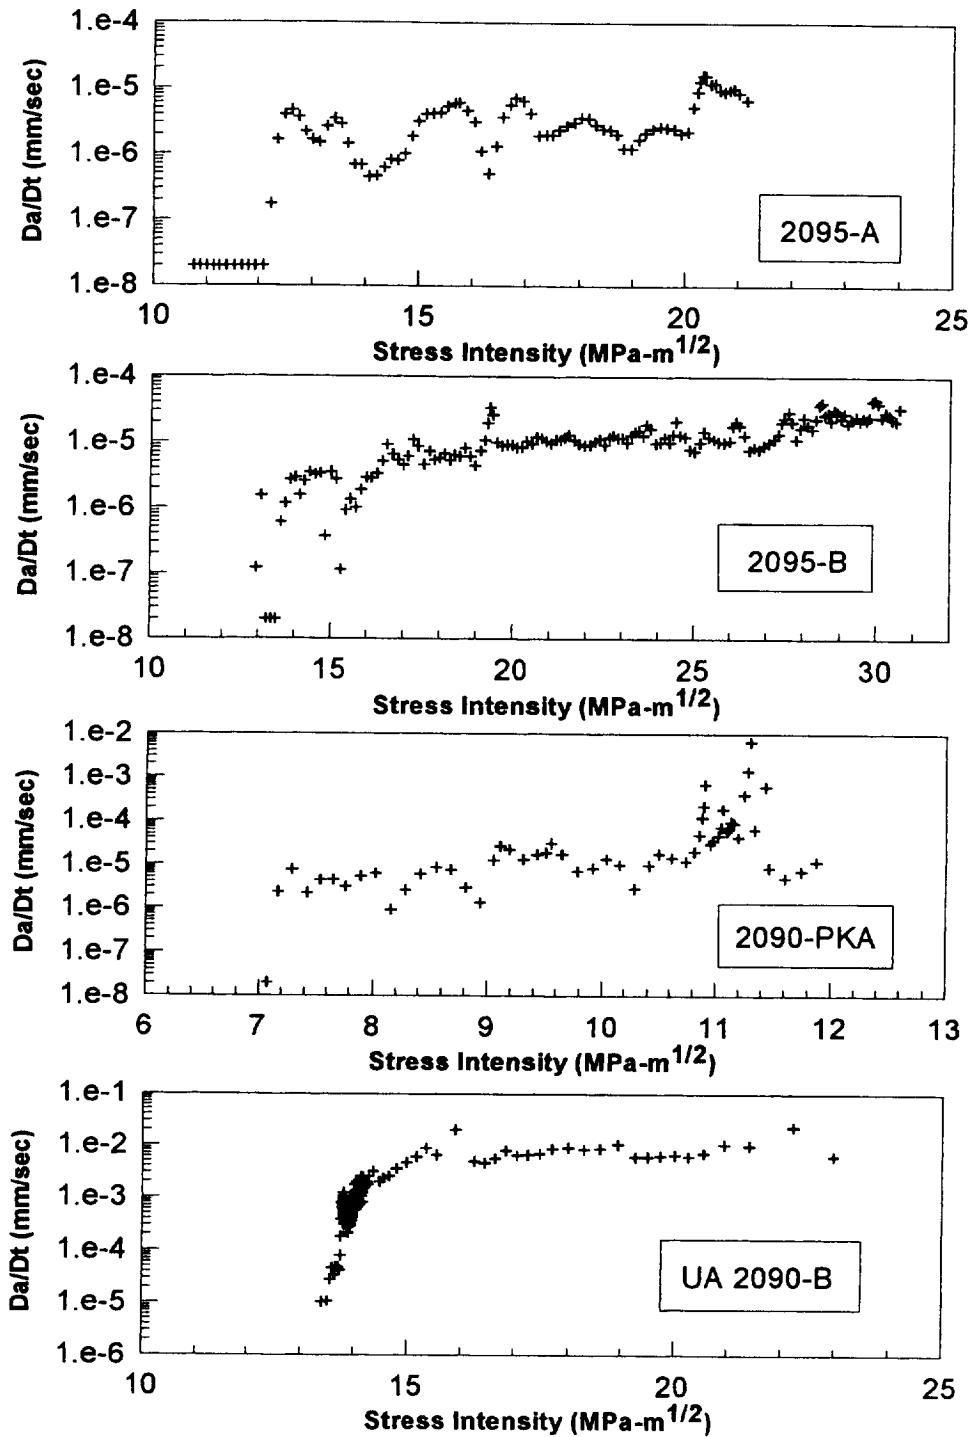 1.e-4
1.e-5
1.e-6
1.e-7
1.e-8
Da/Dt (mm/sec)
2095-A
10 15 20 25
Stress Intensity (MPa-m1/2)
1.e-4
1.e-5
1.e-6
1.e-7
1.e-8
Da/Dt (mm/sec)
2095-B
10 15 20 25 30
Stress Intensity (MPa-m1/2)
1.e-2
1.e-3
1.e-4
1.e-5
1.e-6
1.e-7
1.e-8
Da/Dt (mm/sec)
2090-PKA
6 7 8 9 10 11 12 13
Stress Intensity (MPa-m1/2)
1.e-1
1.e-2
1.e-3
1.e-4
1.e-5
1.e-6
Da/Dt (mm/sec)
UA 2090-B
10 15 20 25
Stress Intensity (MPa-m1/2)